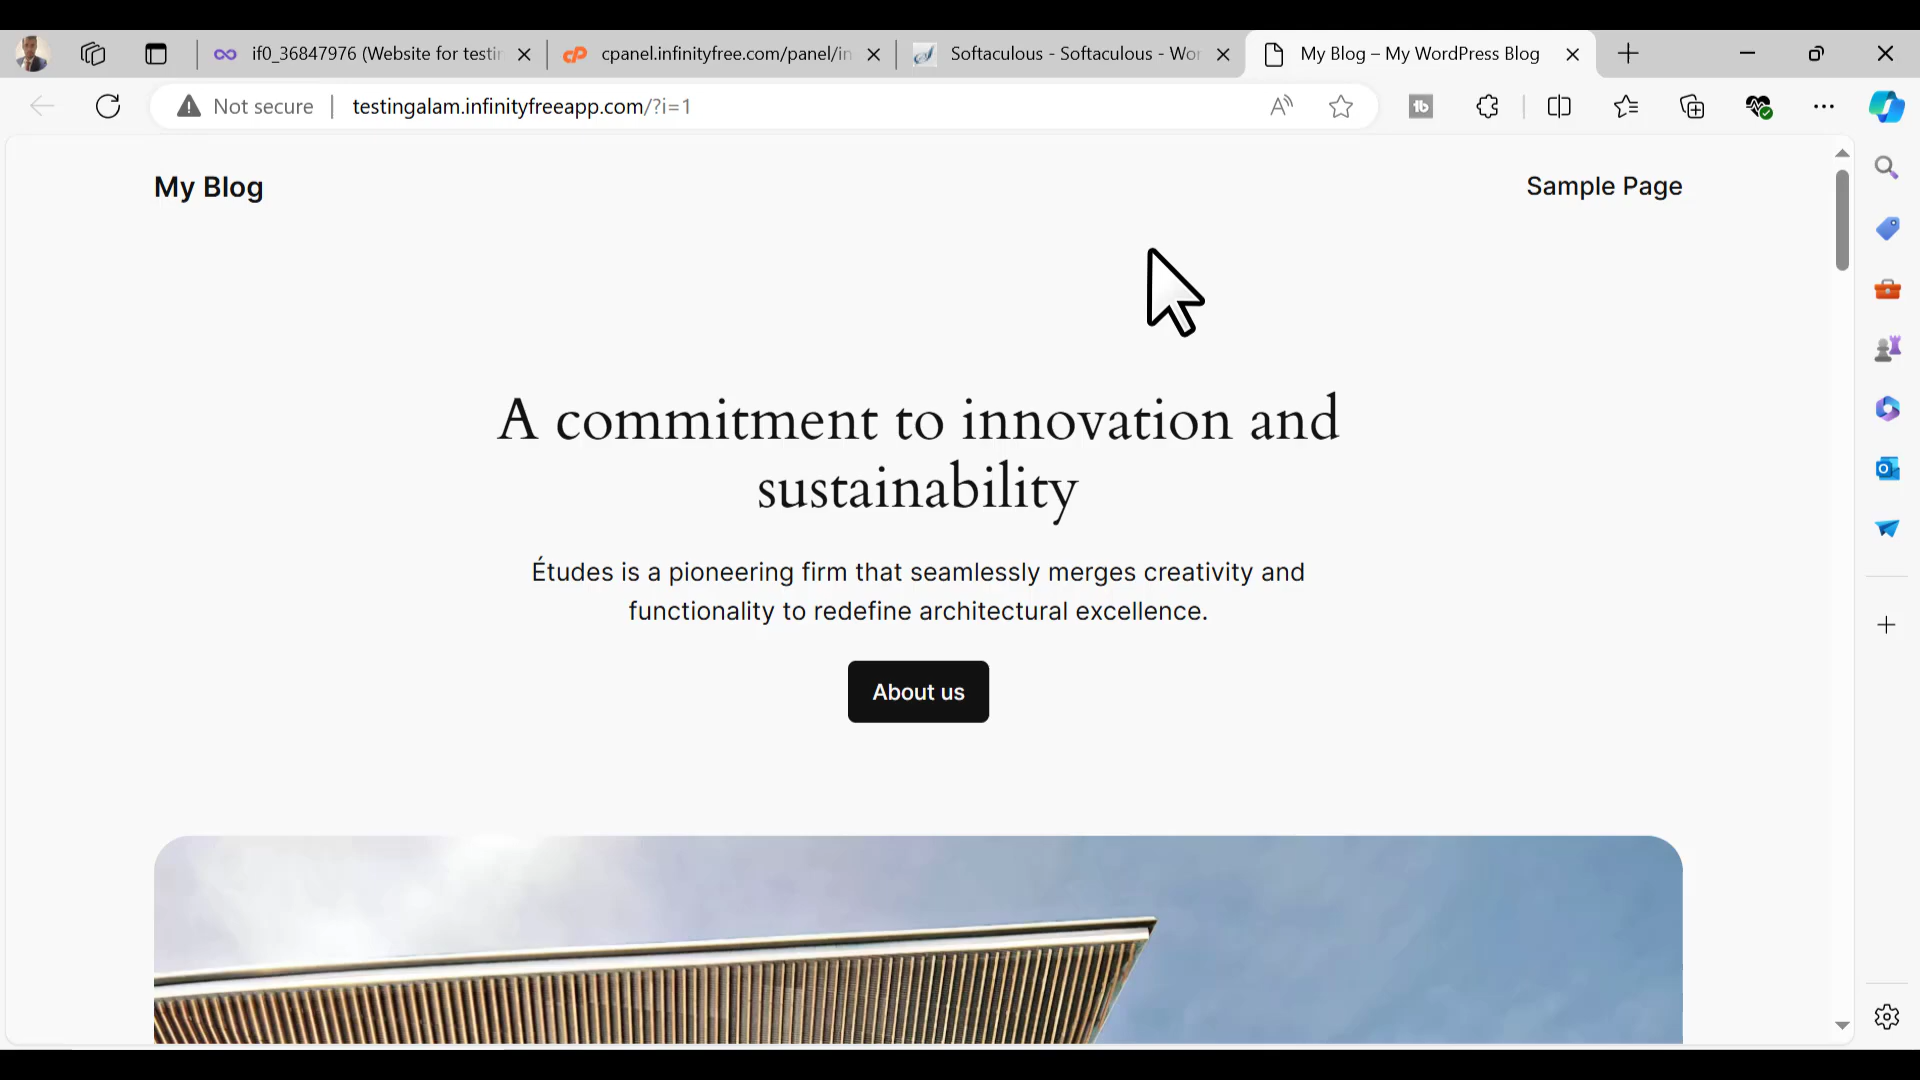 if0_36847976 (Website for testin
cpanel.infinityfree.com/panel/in
Softaculous - Softaculous - Wor
My Blog – My WordPress Blog
Not secure
testingalam.infinityfreeapp.com/?i=1
My Blog
Sample Page
A commitment to innovation and
sustainability
Études is a pioneering firm that seamlessly merges creativity and
functionality to redefine architectural excellence.
About us